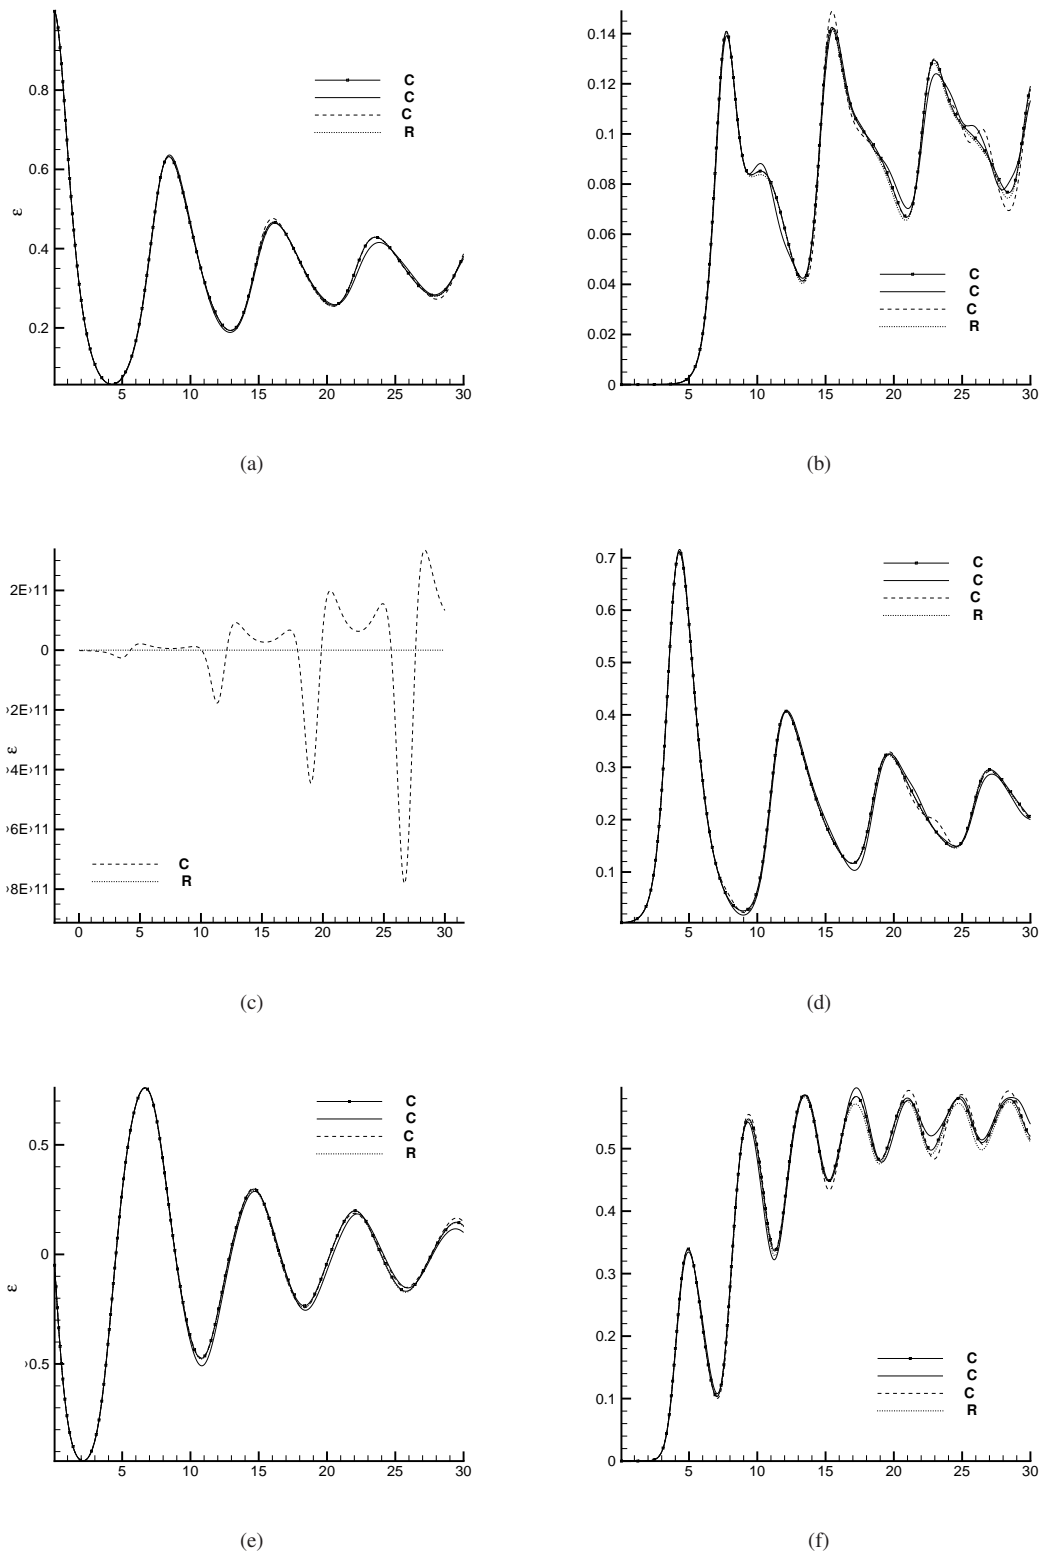 0.8
0.6
0.4
0.2
5 10 15 20 25 30
ε
C
C
C
R
(a)
0.14
0.12
0.1
0.08
0.06
0.04
0.02
0
5 10 15 20 25 30
C
C
C
R
(b)
2E›11
0
›2E›11
›4E›11
›6E›11
›8E›11
0 5 10 15 20 25 30
ε
C
R
(c)
0.7
0.6
0.5
0.4
0.3
0.2
0.1
5 10 15 20 25 30
C
C
C
R
(d)
0.5
0
›0.5
5 10 15 20 25 30
ε
C
C
C
R
(e)
0.5
0.4
0.3
0.2
0.1
0
5 10 15 20 25 30
C
C
C
R
(f)